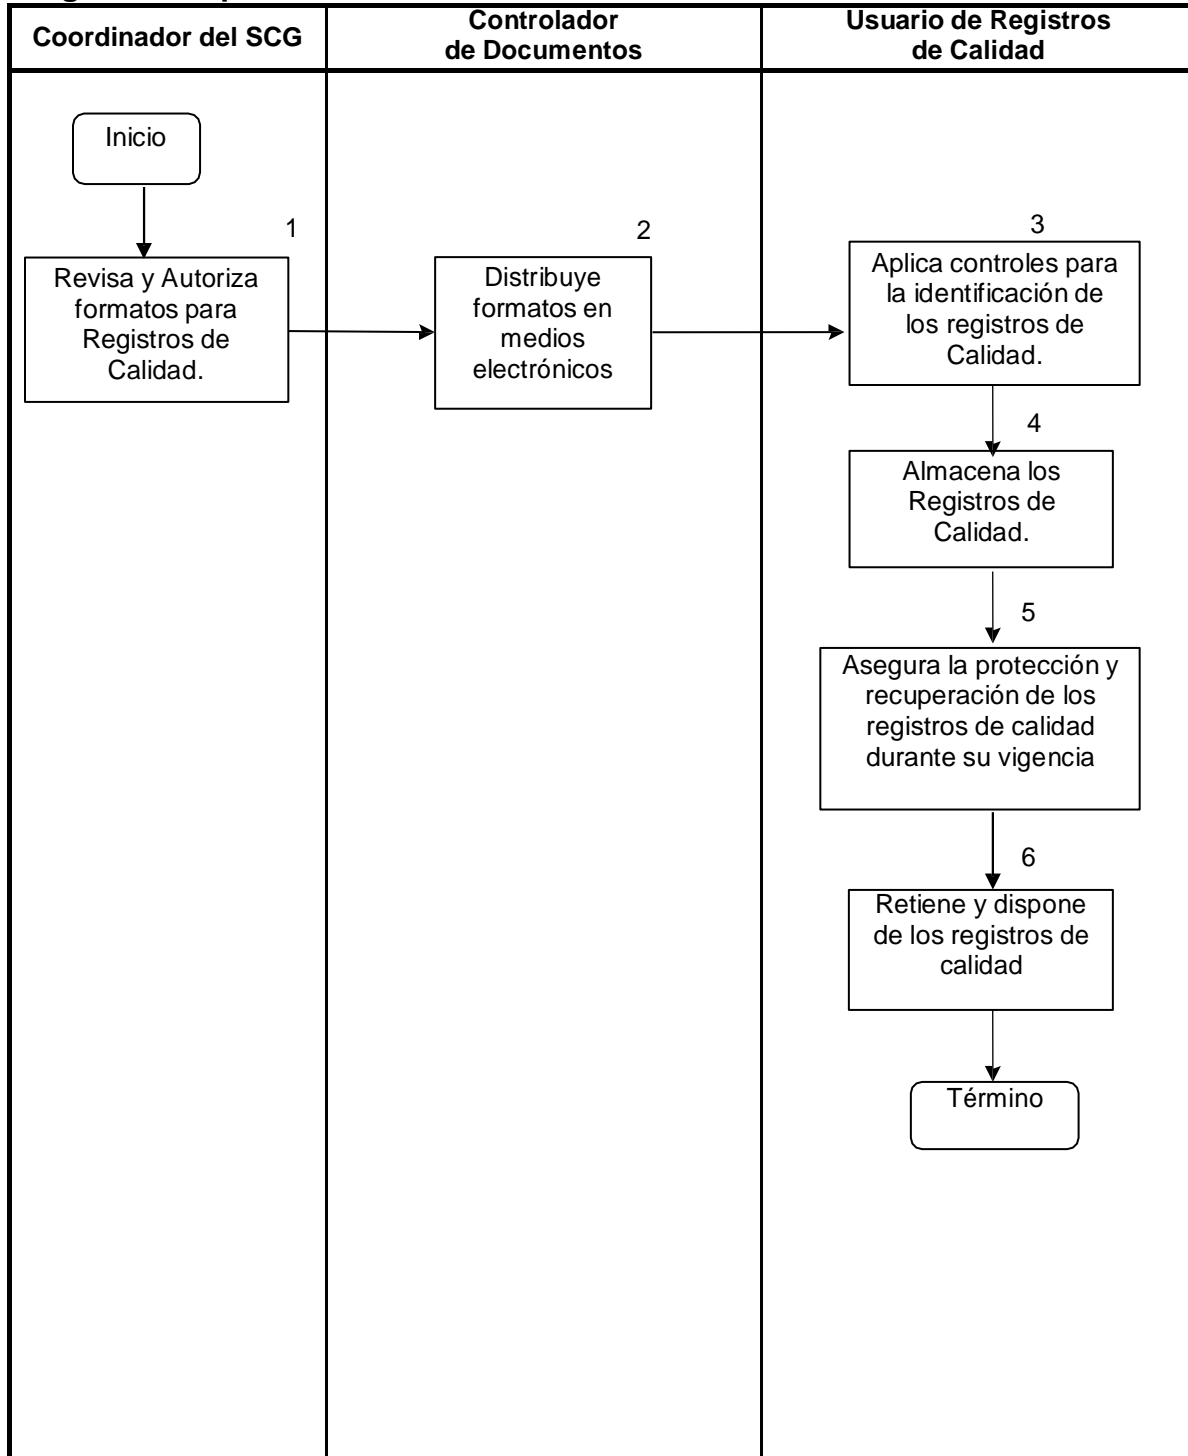 Coordinador del SCG
Controlador
de Documentos
Usuario de Registros
de Calidad
Inicio
1
Revisa y Autoriza
formatos para
Registros de
Calidad.
2
Distribuye
formatos en
medios
electrónicos
3
Aplica controles para
la identificación de
los registros de
Calidad.
4
Almacena los
Registros de
Calidad.
5
Asegura la protección y
recuperación de los
registros de calidad
durante su vigencia
6
Retiene y dispone
de los registros de
calidad
Término